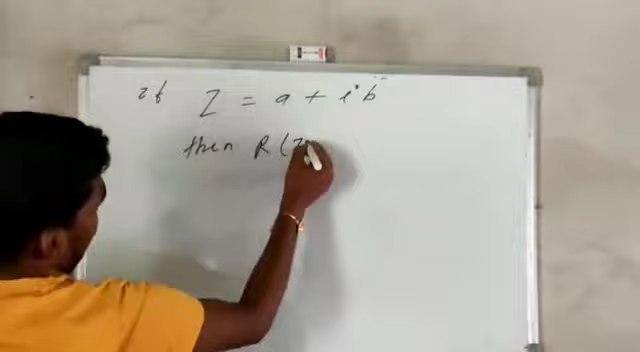 If Z = a + ib
then R(Z